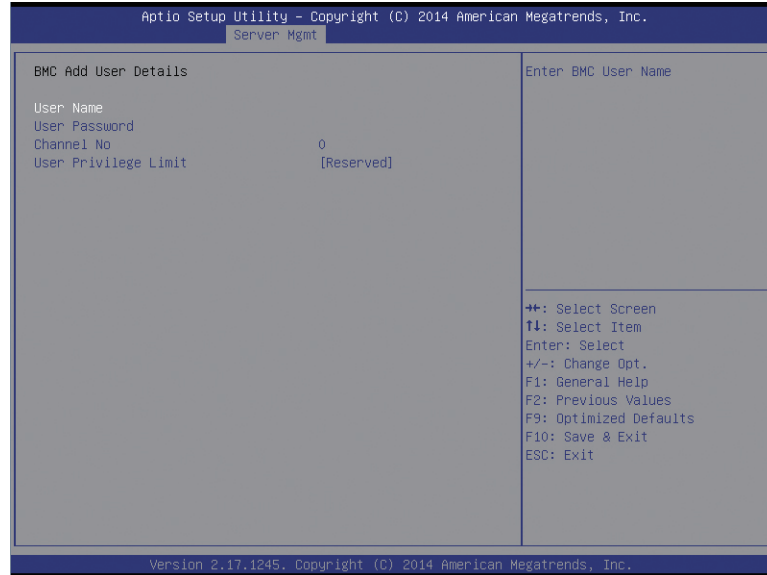 Aptio Setup Utility – Copyright (C) 2014 American Megatrends, Inc.
Server Mgmt
BMC Add User Details
User Name
User Password
Channel No 0
User Privilege Limit [Reserved]
Enter BMC User Name
→←: Select Screen
↑↓: Select Item
Enter: Select
+/-: Change Opt.
F1: General Help
F2: Previous Values
F9: Optimized Defaults
F10: Save & Exit
ESC: Exit
Version 2.17.1245. Copyright (C) 2014 American Megatrends, Inc.